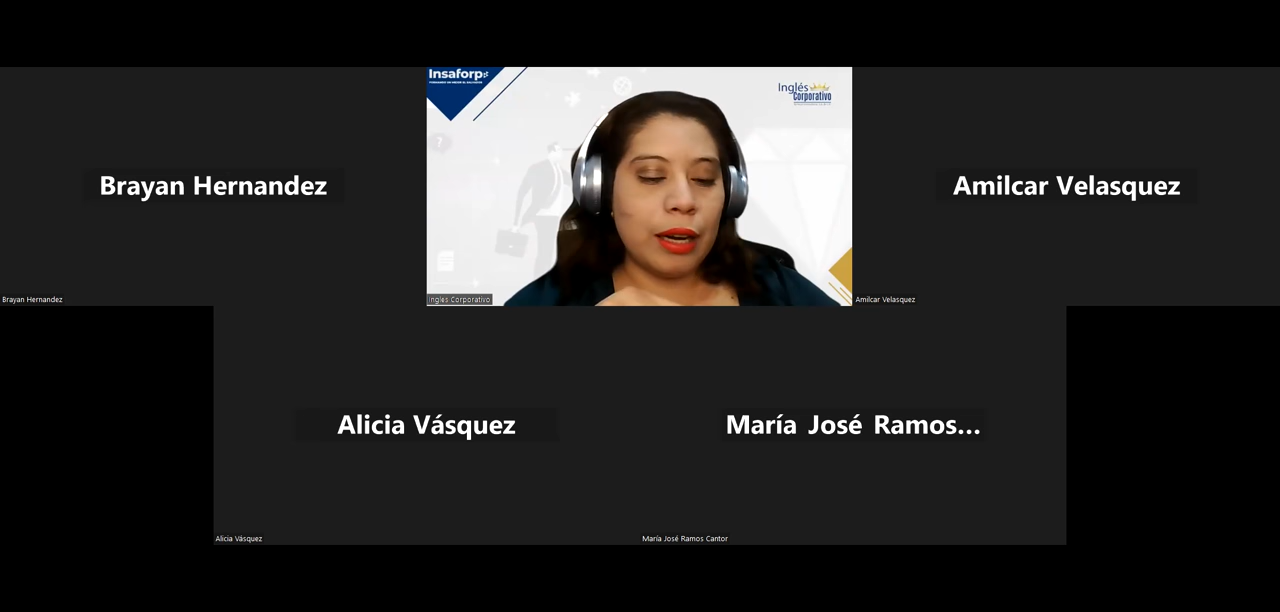 Insaforp
Inglés
Corporativo
Brayan Hernandez
Amilcar Velasquez
Brayan Hernandez
Ingles Corporativo
Amilcar Velasquez
Alicia Vásquez
María José Ramos...
Alicia Vásquez
María José Ramos Cantor